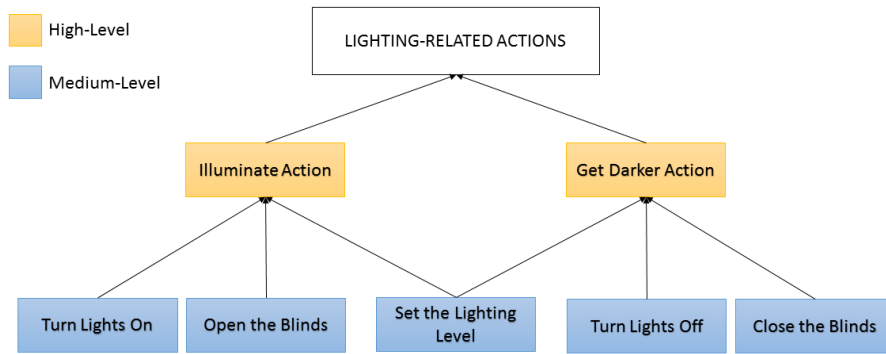 High-Level
Medium-Level
LIGHTING-RELATED ACTIONS
Illuminate Action
Get Darker Action
Turn Lights On
Open the Blinds
Set the Lighting
Level
Turn Lights Off
Close the Blinds